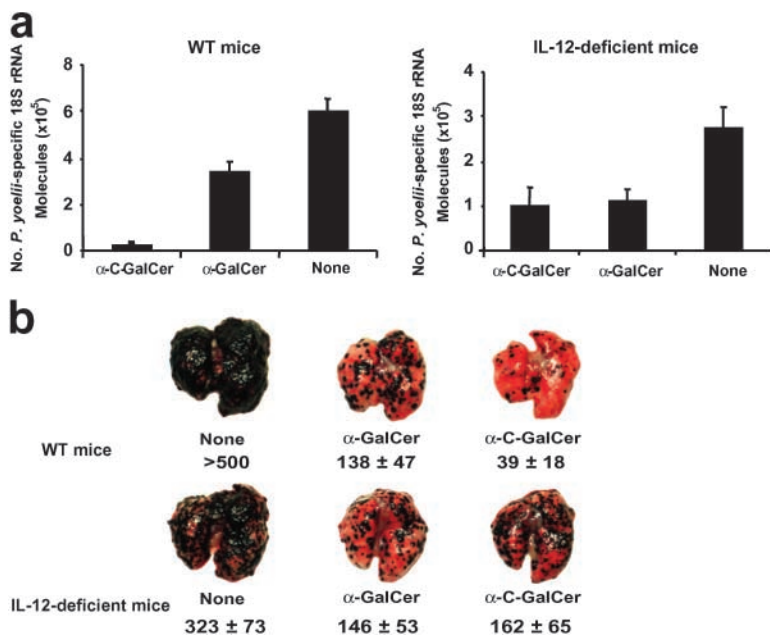 a
WT mice
No. P. yoelii-specific 18S rRNA
Molecules (x10⁵)
8
6
4
2
0
α-C-GalCer
α-GalCer
None
IL-12-deficient mice
No. P. yoelii-specific 18S rRNA
Molecules (x10⁵)
4
3
2
1
0
α-C-GalCer
α-GalCer
None
b
WT mice
None
α-GalCer
α-C-GalCer
>500
138 ± 47
39 ± 18
IL-12-deficient mice
None
α-GalCer
α-C-GalCer
323 ± 73
146 ± 53
162 ± 65